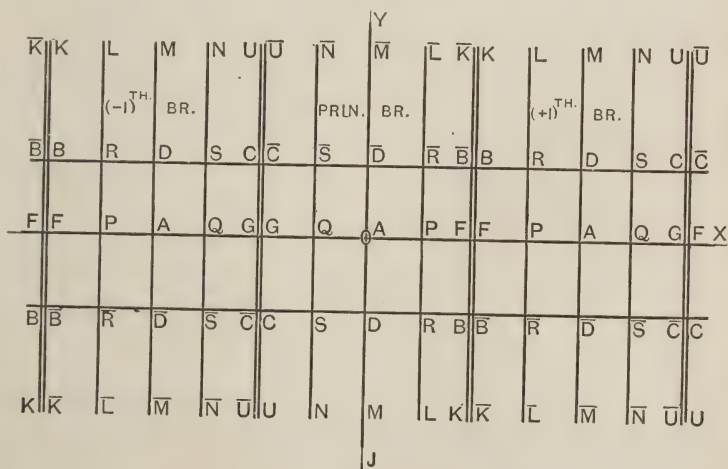 Y
K̅ K L M N U U̅ N̅ M̅ L̅ K̅ K L M N U U̅
(-1)TH. BR. PRIN. BR. (+1)TH. BR.
B̅ B R D S C C̅ S̅ D̅ R̅ B̅ B R D S C C̅
F F P A Q G G Q A P F F P A Q G F X
O
B B̅ R̅ D̅ S̅ C̅ C S D R B B̅ R̅ D̅ S̅ C̅ C
K K̅ L̅ M̅ N̅ U̅ U N M L K K̅ L̅ M̅ N̅ U̅ U
J